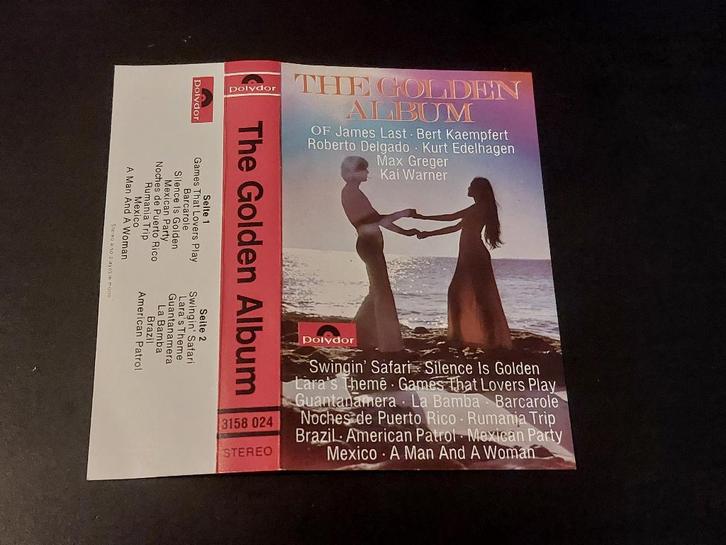 polydor
Seite 1
Games That Lovers Play
Barcarole
Silence Is Golden
Mexican Party
Noches de Puerto Rico
Rumania Trip
Mexico
A Man And A Woman
Seite 2
Swingin' Safari
Lara's Theme
Guantanamera
La Bamba
Brazil
American Patrol
Polydor
The Golden Album
3158 024
STEREO
THE GOLDEN
ALBUM
OF James Last · Bert Kaempfert
Roberto Delgado · Kurt Edelhagen
Max Greger
Kai Warner
polydor
Swingin' Safari · Silence Is Golden
Lara's Theme · Games That Lovers Play
Guantanamera · La Bamba · Barcarole
Noches de Puerto Rico · Rumania Trip
Brazil · American Patrol · Mexican Party
Mexico · A Man And A Woman